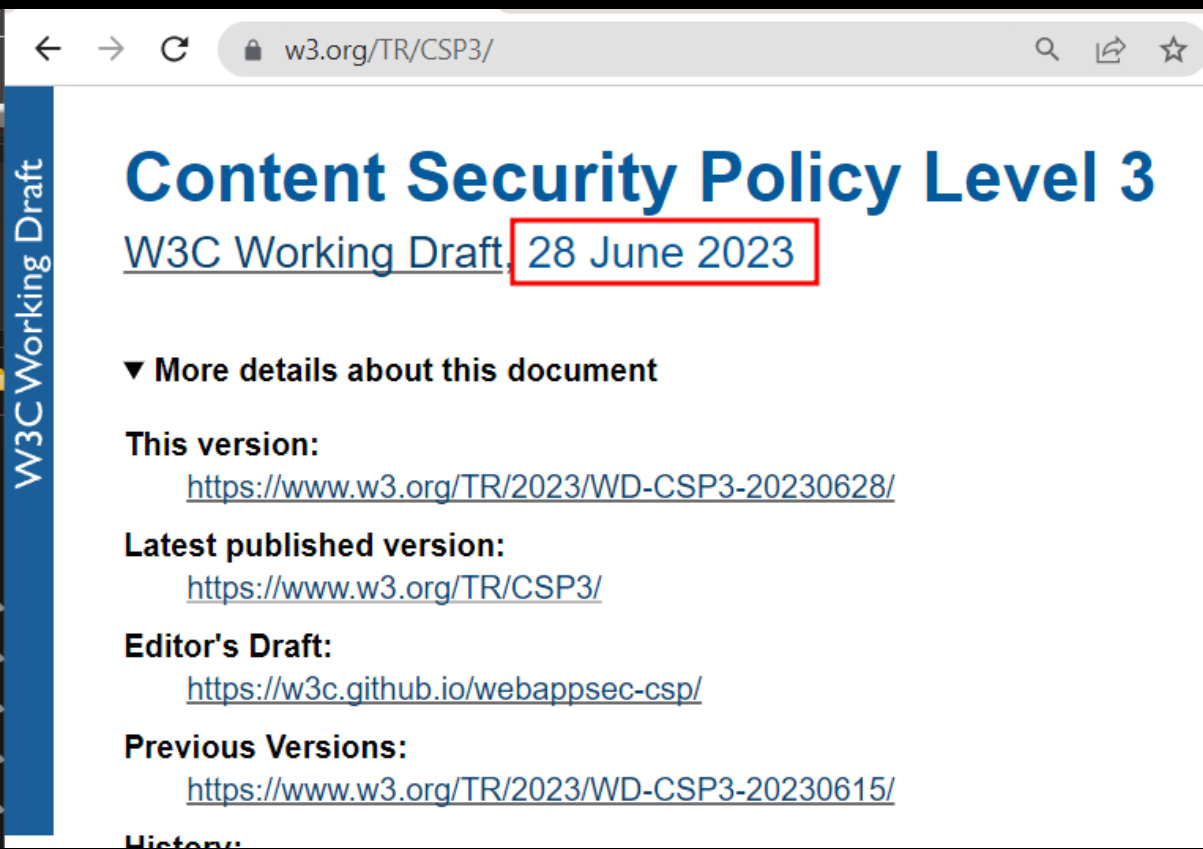 w3.org/TR/CSP3/
W3C Working Draft
Content Security Policy Level 3
W3C Working Draft, 28 June 2023
▼ More details about this document
This version:
https://www.w3.org/TR/2023/WD-CSP3-20230628/
Latest published version:
https://www.w3.org/TR/CSP3/
Editor's Draft:
https://w3c.github.io/webappsec-csp/
Previous Versions:
https://www.w3.org/TR/2023/WD-CSP3-20230615/
History: